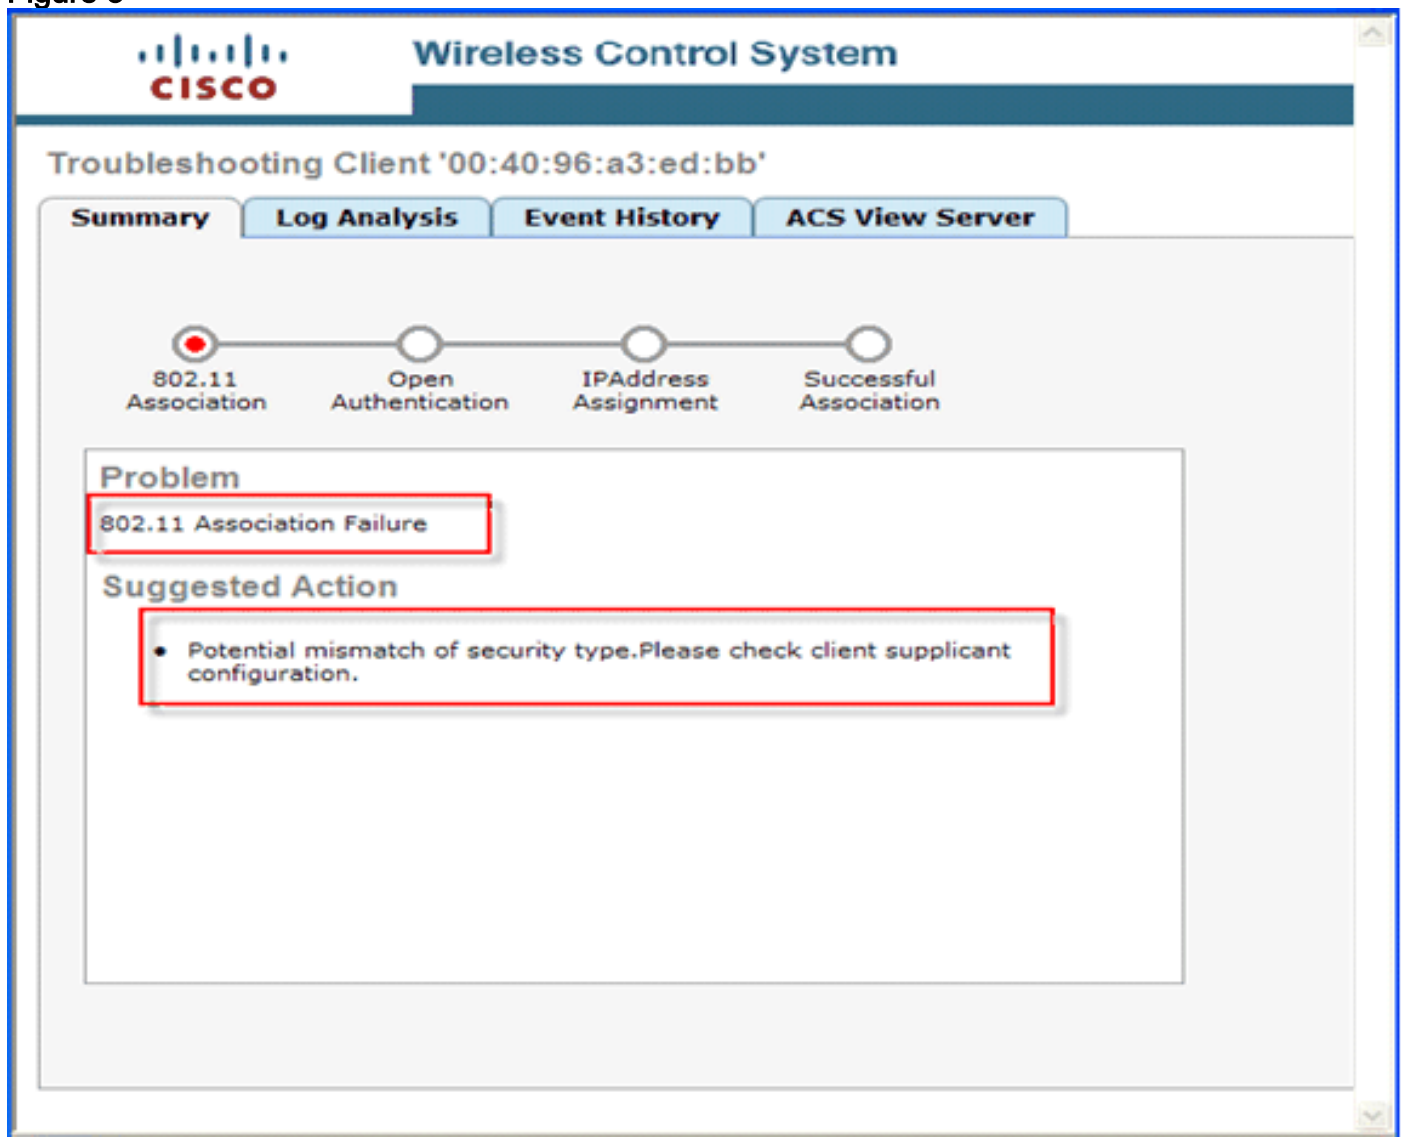 CISCO
Wireless Control System
Troubleshooting Client '00:40:96:a3:ed:bb'
Summary
Log Analysis
Event History
ACS View Server
802.11
Association
Open
Authentication
IPAddress
Assignment
Successful
Association
Problem
802.11 Association Failure
Suggested Action
• Potential mismatch of security type.Please check client supplicant
configuration.